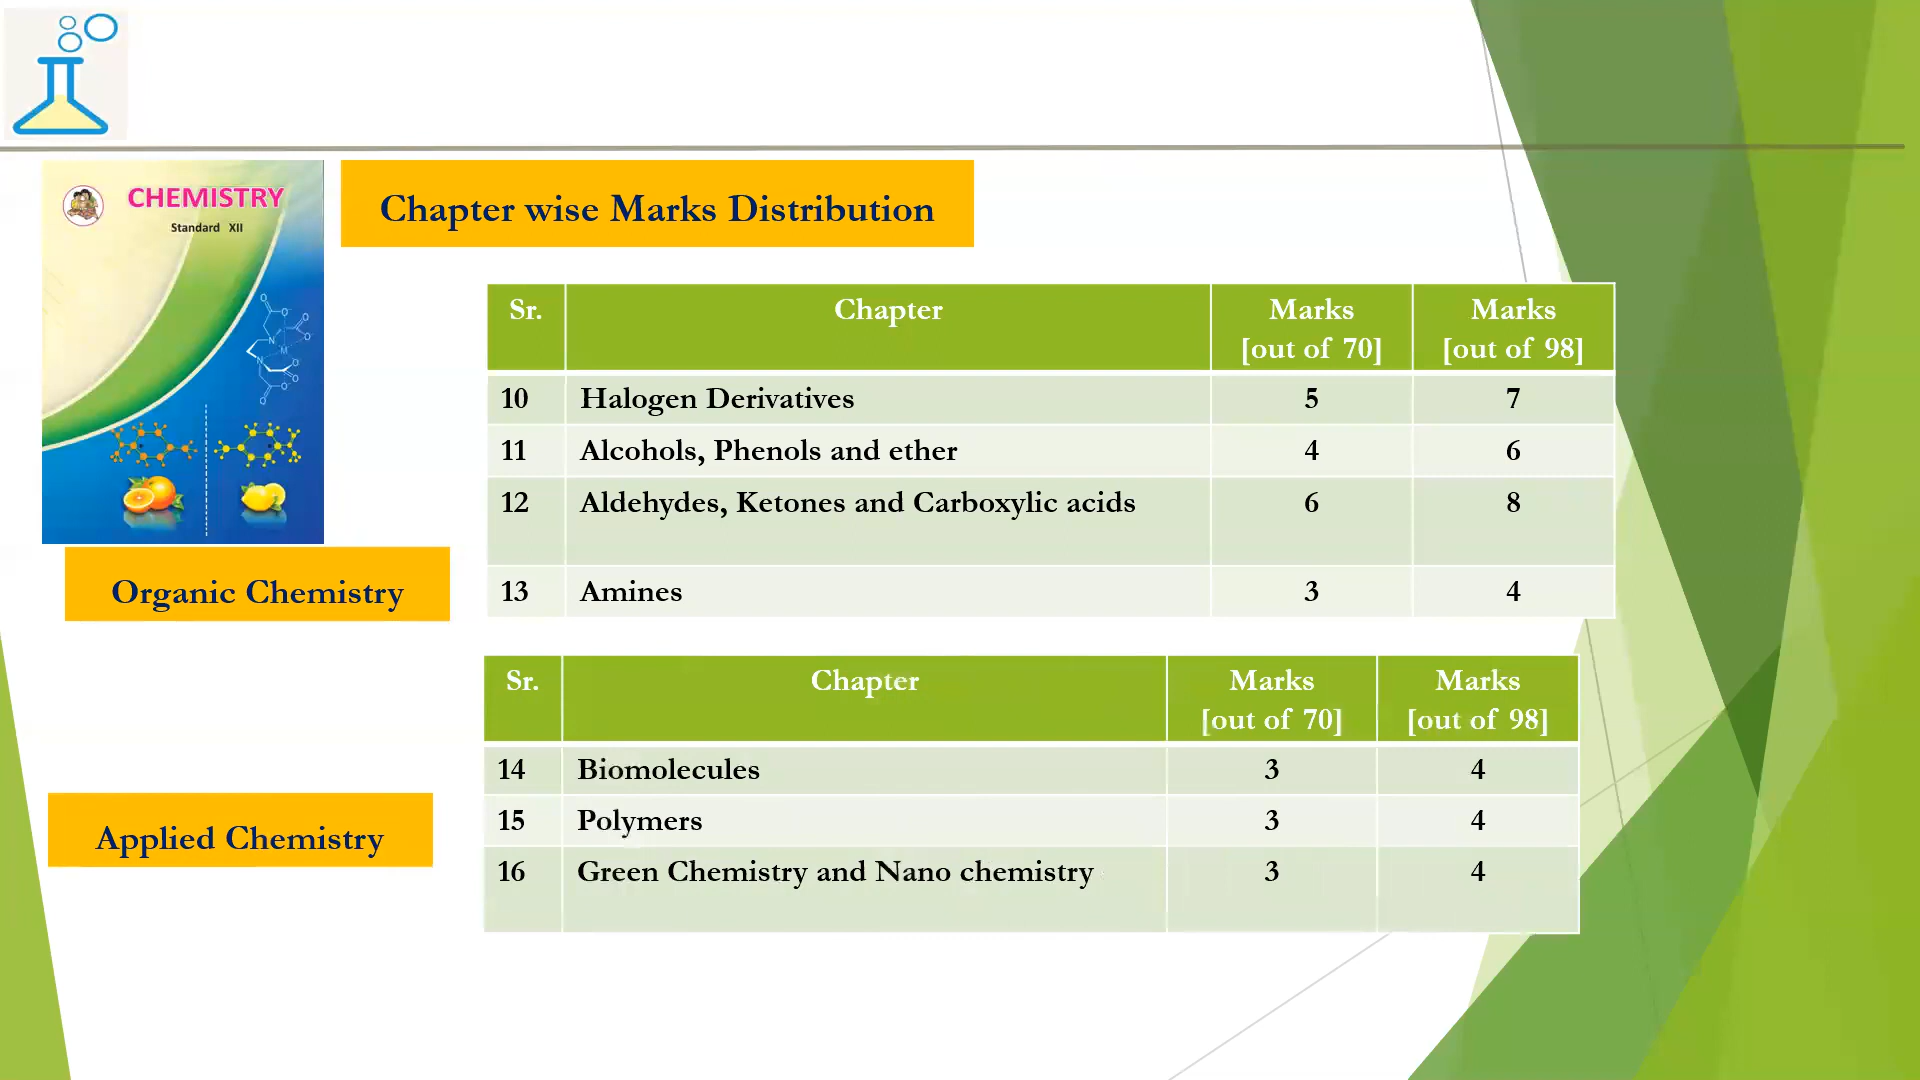 CHEMISTRY
Standard XII
Chapter wise Marks Distribution
Sr. Chapter Marks [out of 70] Marks [out of 98]
10 Halogen Derivatives 5 7
11 Alcohols, Phenols and ether 4 6
12 Aldehydes, Ketones and Carboxylic acids 6 8
13 Amines 3 4
Organic Chemistry
Sr. Chapter Marks [out of 70] Marks [out of 98]
14 Biomolecules 3 4
15 Polymers 3 4
16 Green Chemistry and Nano chemistry 3 4
Applied Chemistry